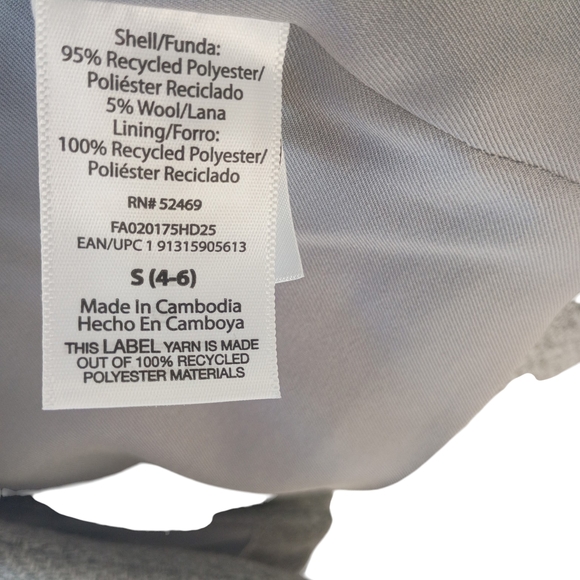 Shell/Funda:
95% Recycled Polyester/
Poliéster Reciclado
5% Wool/Lana
Lining/Forro:
100% Recycled Polyester/
Poliéster Reciclado
RN# 52469
FA020175HD25
EAN/UPC 1 91315905613
S (4-6)
Made In Cambodia
Hecho En Camboya
THIS LABEL YARN IS MADE
OUT OF 100% RECYCLED
POLYESTER MATERIALS